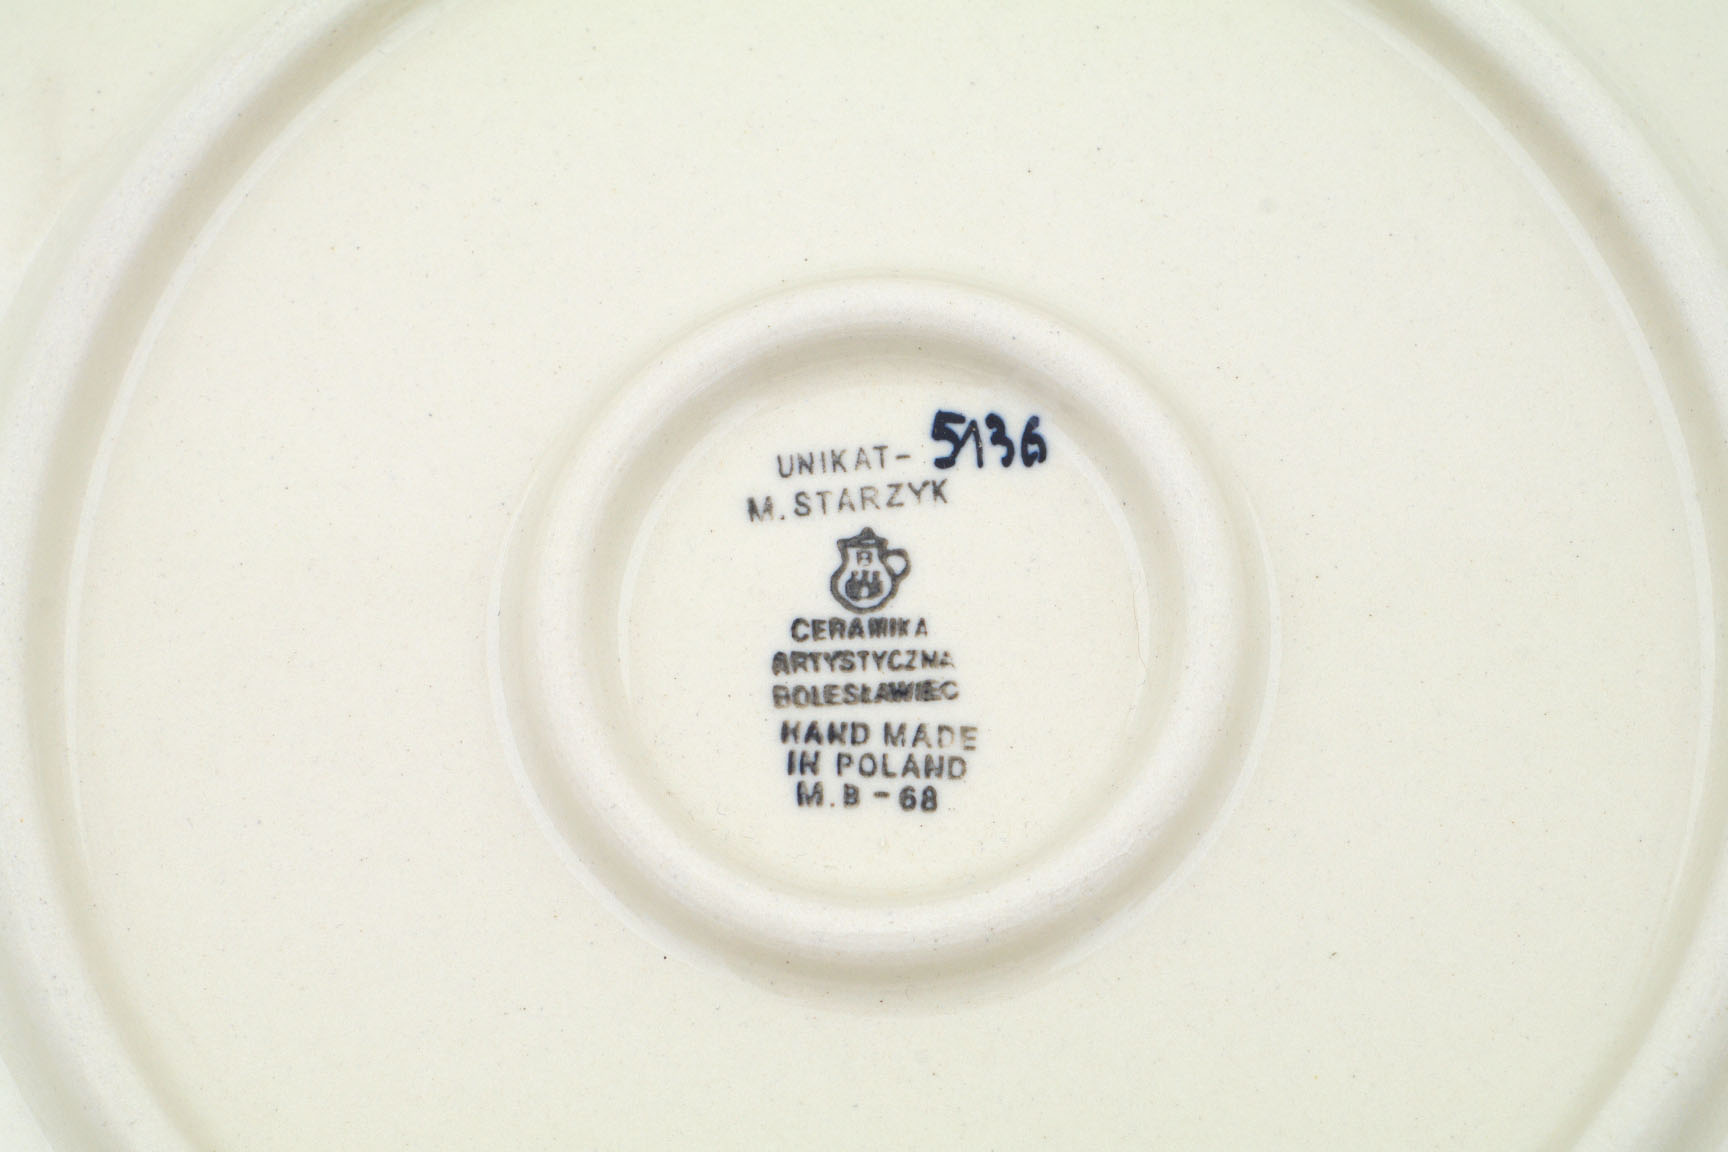 UNIKAT- 5136
M. STARZYK
CERAMIKA
ARTYSTYCZNA
BOLESŁAWIEC
HAND MADE
IN POLAND
M.B - 68